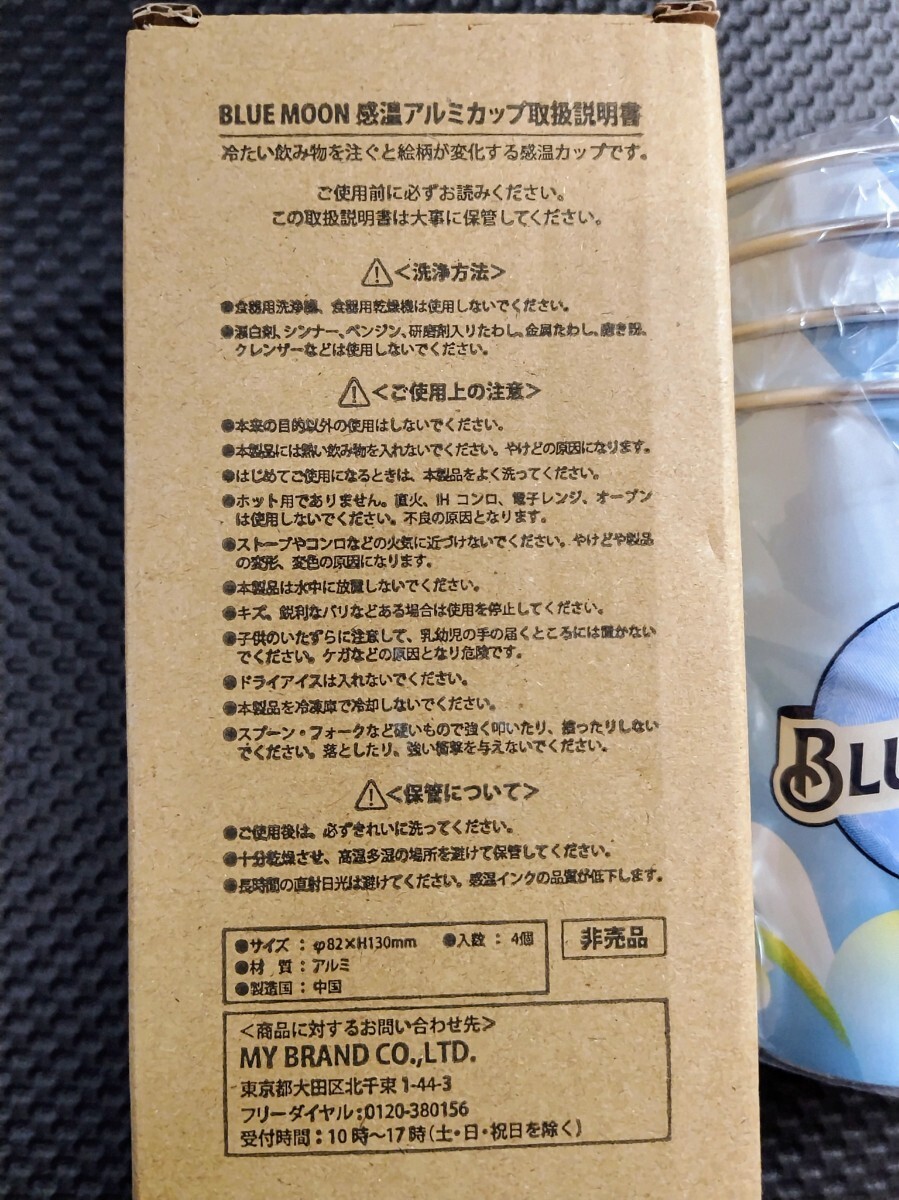 BLUE MOON 感温アルミカップ取扱説明書
冷たい飲み物を注ぐと絵柄が変化する感温カップです。
ご使用前に必ずお読みください。
この取扱説明書は大事に保管してください。
<洗浄方法>
●食器用洗浄機、食器用乾燥機は使用しないでください。
●漂白剤、シンナー、ベンジン、研磨剤入りたわし、金属たわし、磨き粉、
クレンザーなどは使用しないでください。
<ご使用上の注意>
●本来の目的以外の使用はしないでください。
●本製品には熱い飲み物を入れないでください。やけどの原因になります。
●はじめてご使用になるときは、本製品をよく洗ってください。
●ホット用でありません。直火、IHコンロ、電子レンジ、オーブン
は使用しないでください。不良の原因となります。
●ストーブやコンロなどの火気に近づけないでください。やけどや製品
の変形、変色の原因になります。
●本製品は水中に放置しないでください。
●キズ、鋭利なバリなどある場合は使用を停止してください。
●子供のいたずらに注意して、乳幼児の手の届くところには置かない
でください。ケガなどの原因となり危険です。
●ドライアイスは入れないでください。
●本製品を冷凍庫で冷却しないでください。
●スプーン・フォークなど硬いもので強く叩いたり、擦ったりしない
でください。落としたり、強い衝撃を与えないでください。
<保管について>
●ご使用後は、必ずきれいに洗ってください。
●十分乾燥させ、高温多湿の場所を避けて保管してください。
●長時間の直射日光は避けてください。感温インクの品質が低下します。
●サイズ：φ82×H130mm ●入数：4個
●材 質：アルミ
●製造国：中国
非売品
<商品に対するお問い合わせ先>
MY BRAND CO.,LTD.
東京都大田区北千束1-44-3
フリーダイヤル：0120-380156
受付時間：10時〜17時(土・日・祝日を除く)
BLU